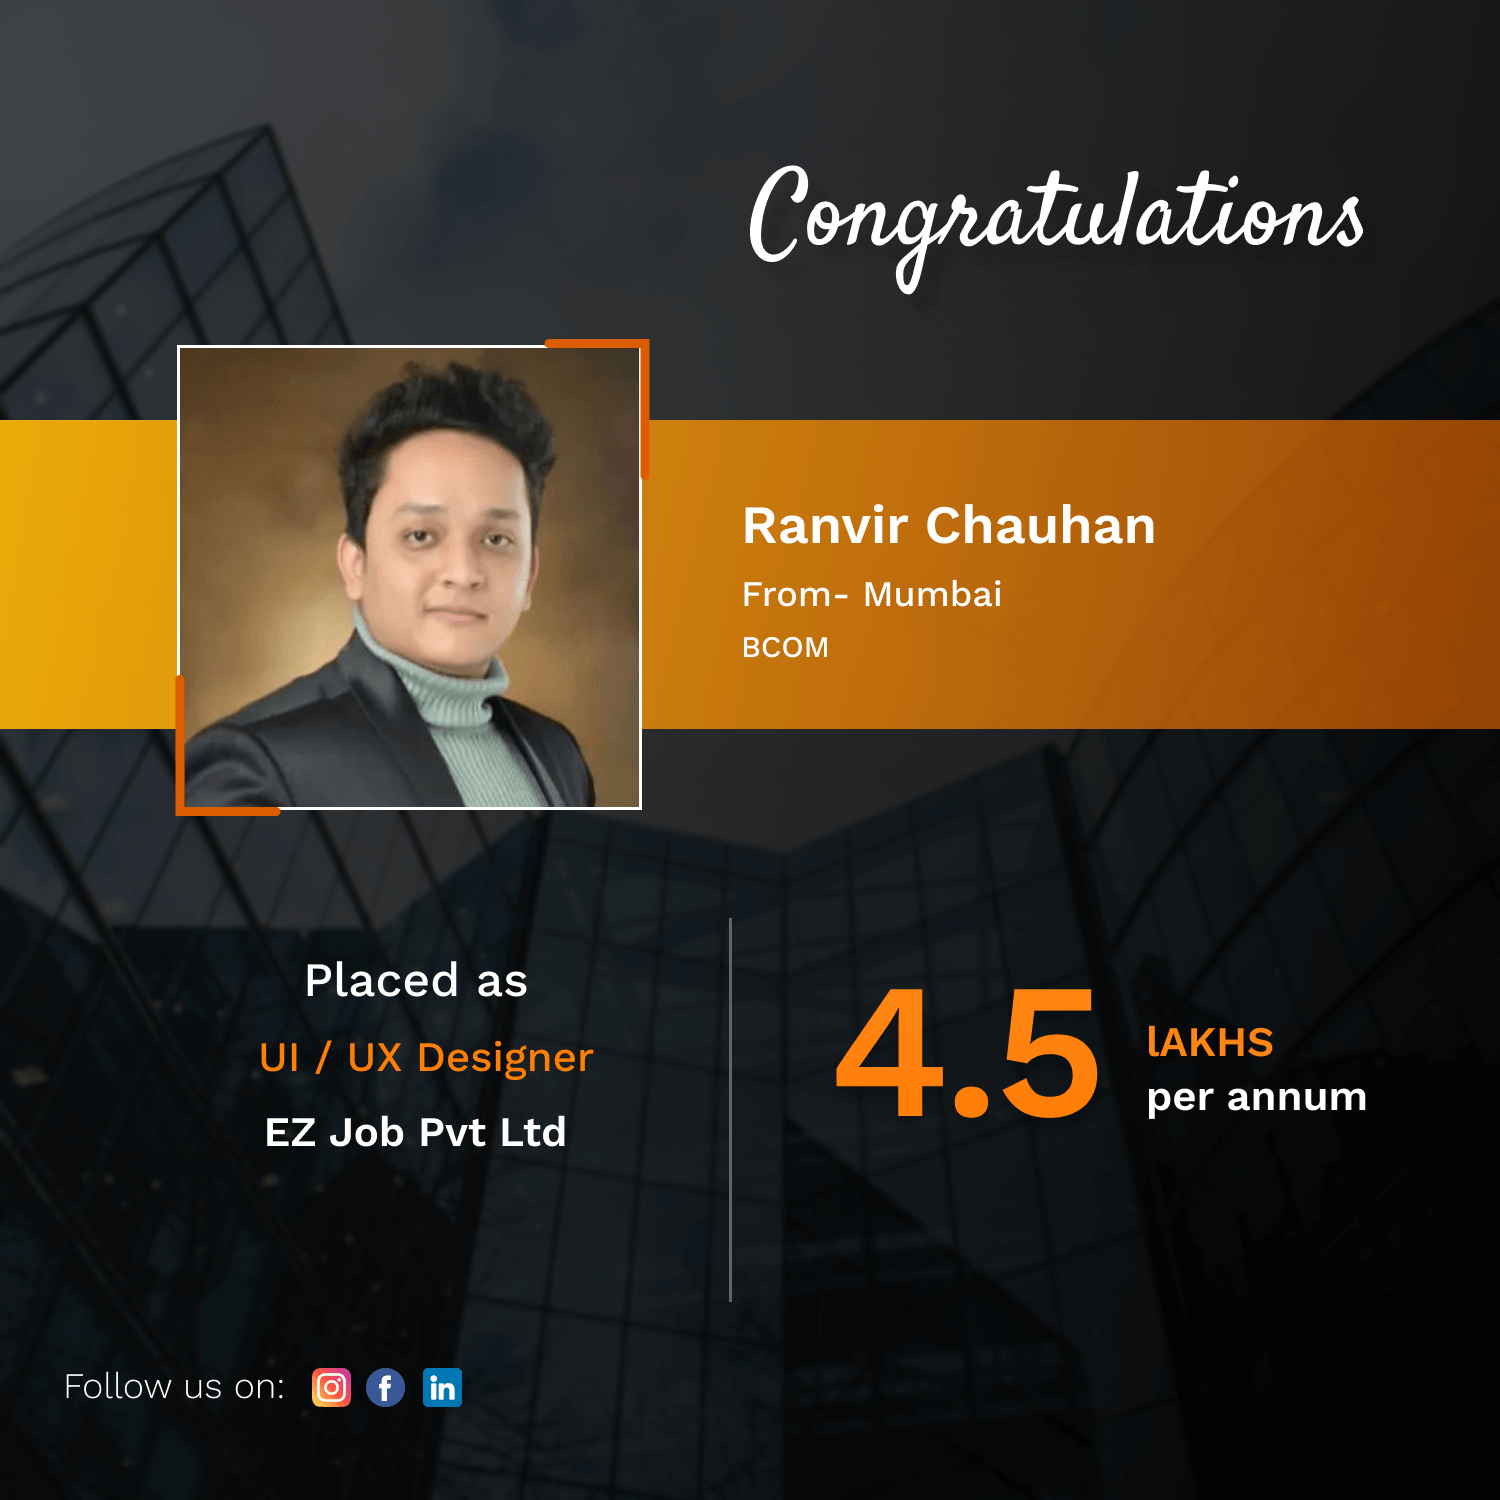 Congratulations
Ranvir Chauhan
From- Mumbai
BCOM
Placed as
UI / UX Designer
EZ Job Pvt Ltd
4.5
lAKHS
per annum
Follow us on: